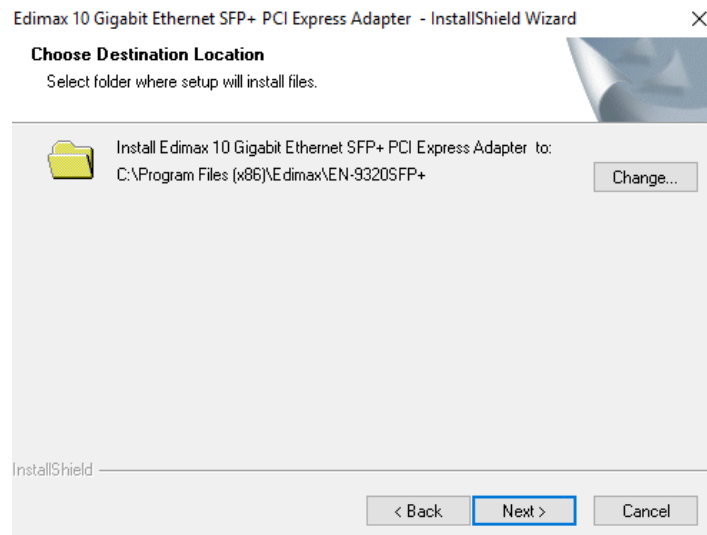 Edimax 10 Gigabit Ethernet SFP+ PCI Express Adapter - InstallShield Wizard
Choose Destination Location
Select folder where setup will install files.
Install Edimax 10 Gigabit Ethernet SFP+ PCI Express Adapter to:
C:\Program Files (x86)\Edimax\EN-9320SFP+
Change...
InstallShield
< Back
Next >
Cancel